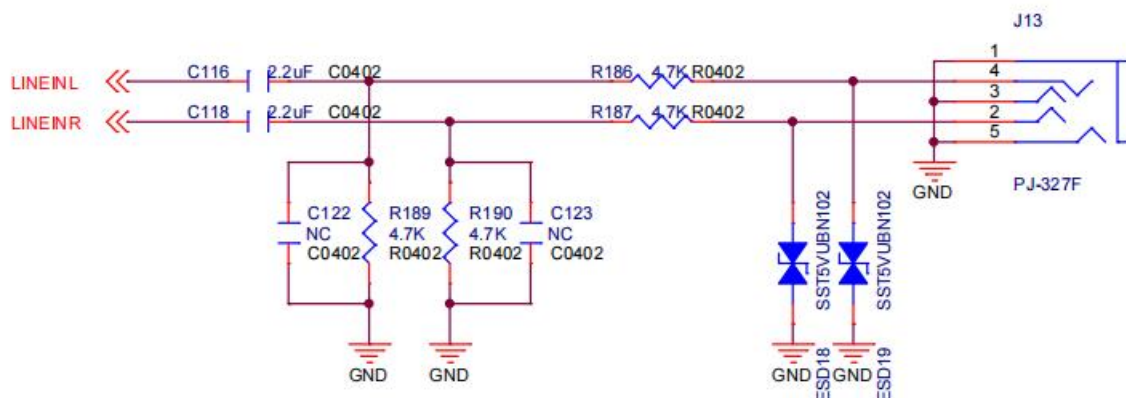 J13
LINEINL C116 2.2uF C0402 R186 4.7K R0402 1
4
3
LINEINR C118 2.2uF C0402 R187 4.7K R0402 2
5
GND PJ-327F
C122 R189 R190 C123
NC 4.7K 4.7K NC
C0402 R0402 R0402 C0402
SST5VUBN102 SST5VUBN102
GND GND GND GND
ESD18 ESD19